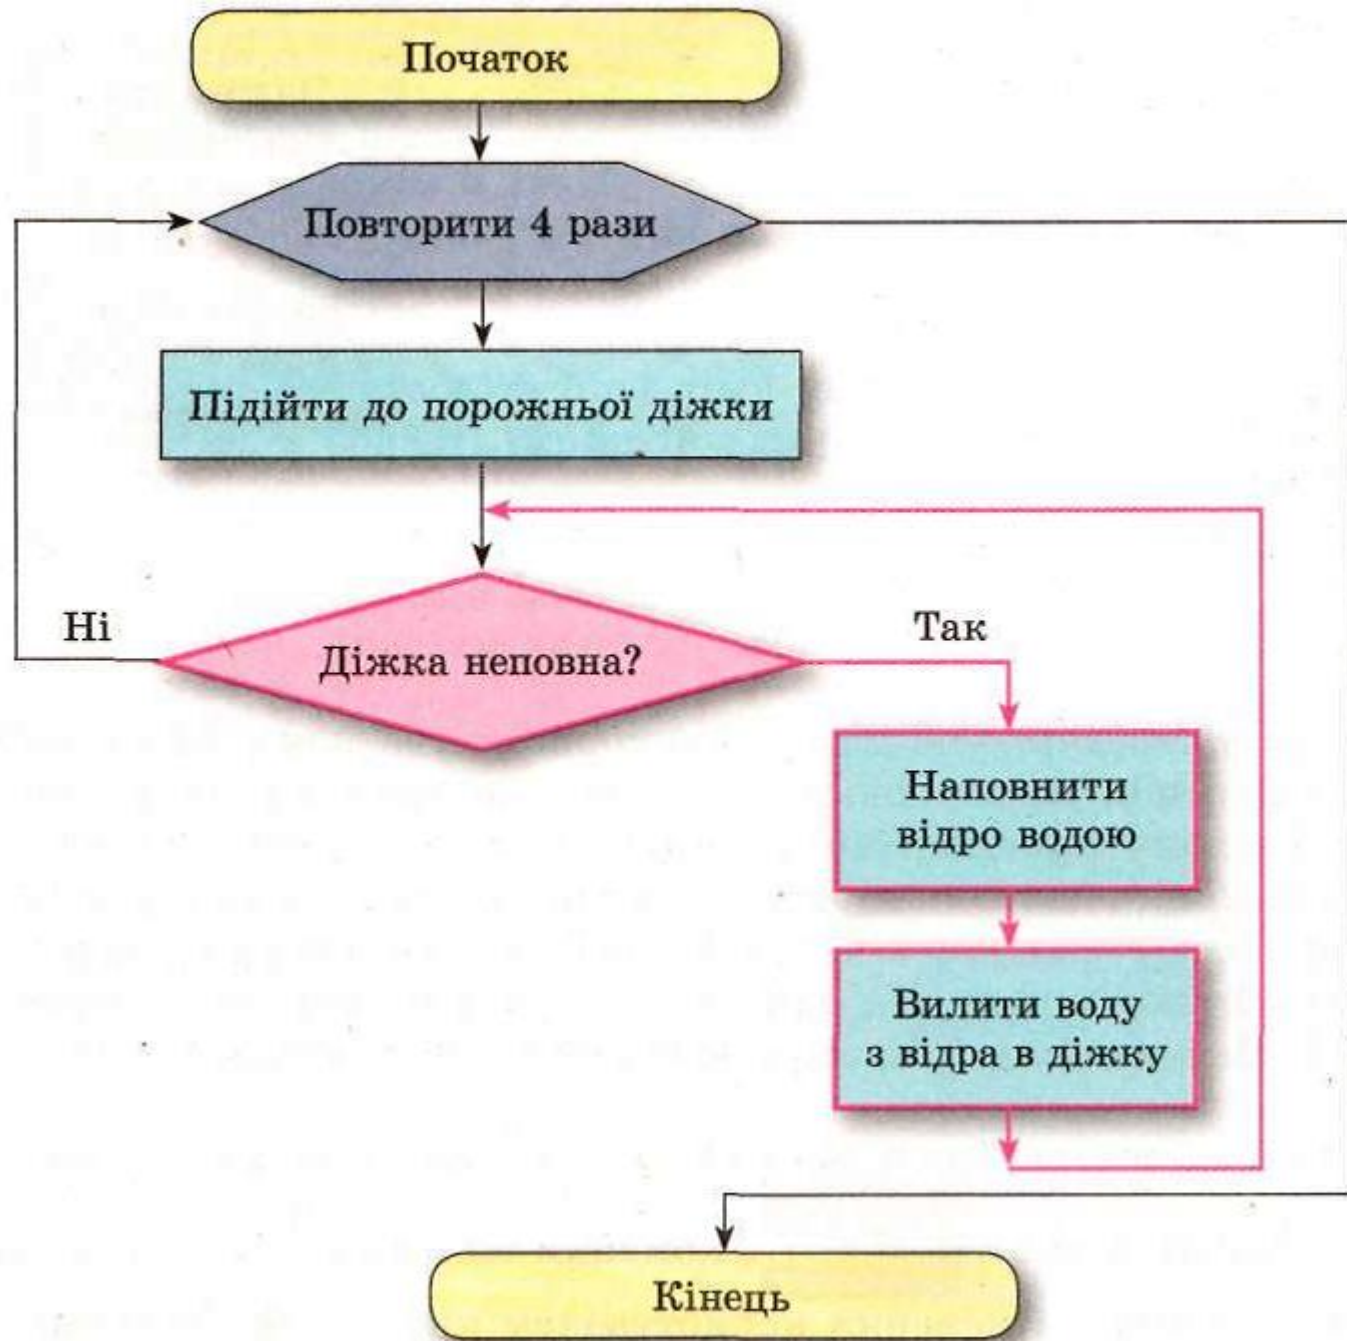 Початок
Повторити 4 рази
Підійти до порожньої діжки
Ні
Так
Діжка неповна?
Наповнити
відро водою
Вилити воду
з відра в діжку
Кінець